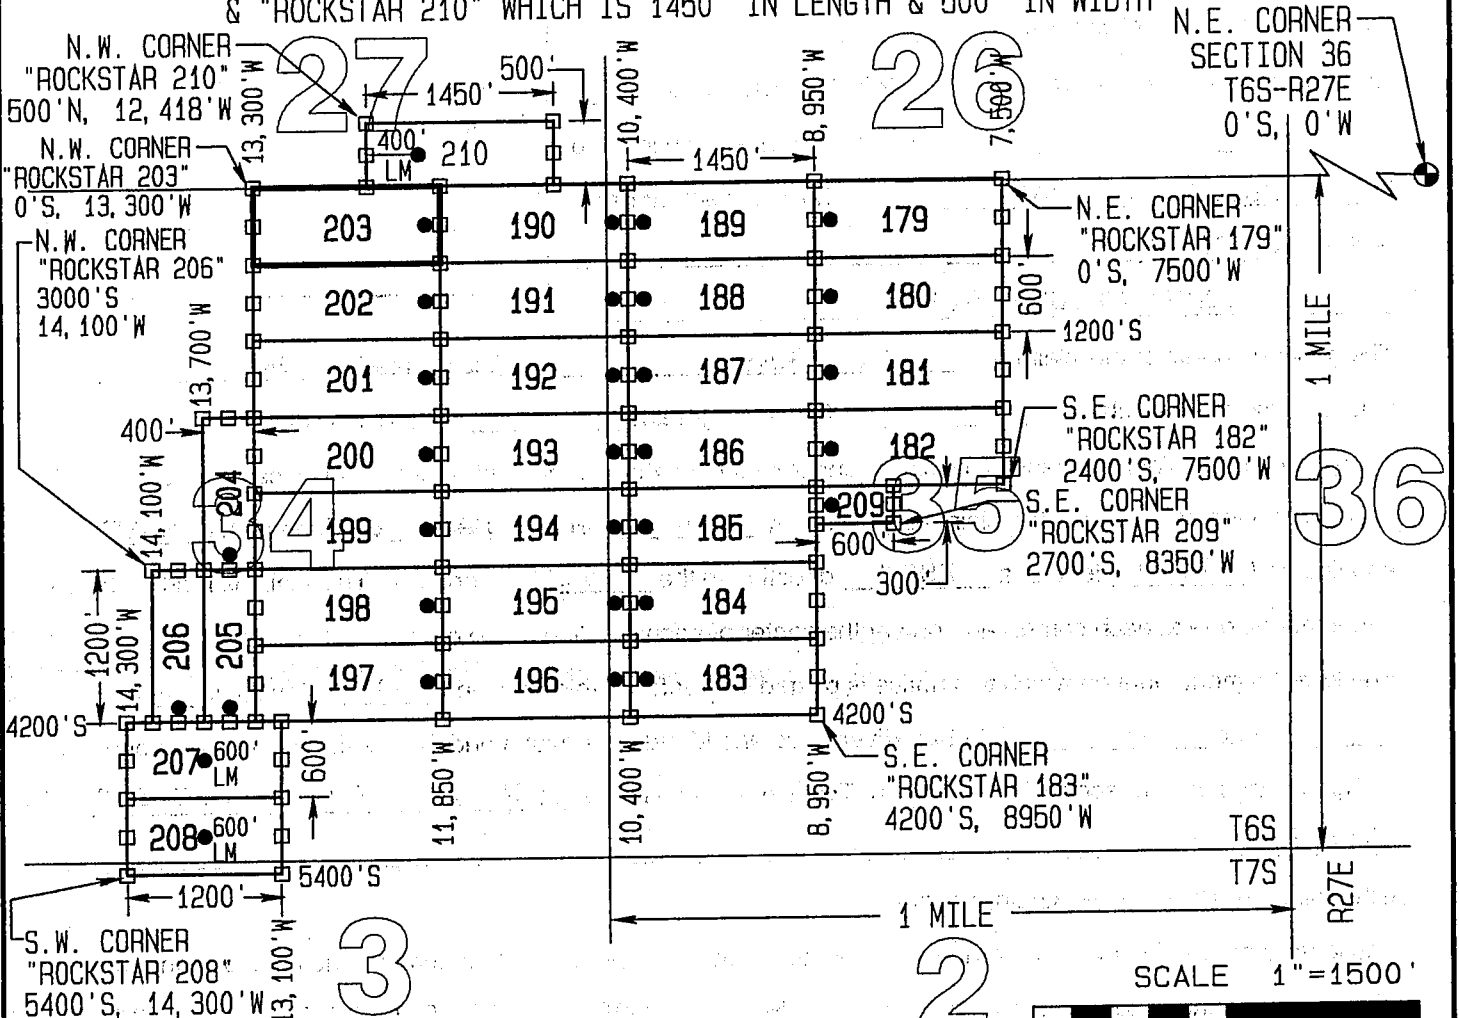 & "ROCKSTAR 210" WHICH IS 1450' IN LENGTH & 500' IN WIDTH
N.W. CORNER
"ROCKSTAR 210"
500'N, 12,418'W
N.W. CORNER
"ROCKSTAR 203"
0'S, 13,300'W
N.W. CORNER
"ROCKSTAR 206"
3000'S
14,100'W
27
26
N.E. CORNER
SECTION 36
T6S-R27E
0'S, 0'W
13,300'W.
500'
1450'
10,400'W.
8,950'W.
7,500'W
400'
LM
210
1450'
203
190
189
179
N.E. CORNER
"ROCKSTAR 179"
0'S, 7500'W
202
191
188
180
600'
1200'S
1 MILE
13,700'W.
201
192
187
181
400'
200
193
186
182
S.E. CORNER
"ROCKSTAR 182"
2400'S, 7500'W
14,100'W.
204
34
199
194
185
209
35
600'
300'
S.E. CORNER
"ROCKSTAR 209"
2700'S, 8350'W
36
198
195
184
1200'
14,300'W.
206
205
197
196
183
4200'S
4200'S
207
600'
LM
600'
208
600'
LM
11,850'W.
10,400'W.
8,950'W.
S.E. CORNER
"ROCKSTAR 183"
4200'S, 8950'W
T6S
T7S
R27E
5400'S
1200'
1 MILE
S.W. CORNER
"ROCKSTAR 208"
5400'S, 14,300'W
13,100'W.
3
2
SCALE 1"=1500'